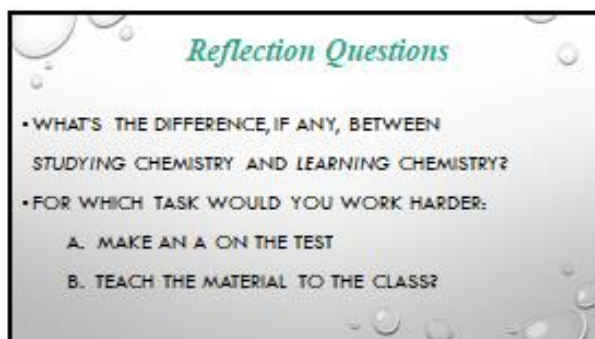 Reflection Questions
• WHAT'S THE DIFFERENCE, IF ANY, BETWEEN
STUDYING CHEMISTRY AND LEARNING CHEMISTRY?
• FOR WHICH TASK WOULD YOU WORK HARDER:
A. MAKE AN A ON THE TEST
B. TEACH THE MATERIAL TO THE CLASS?